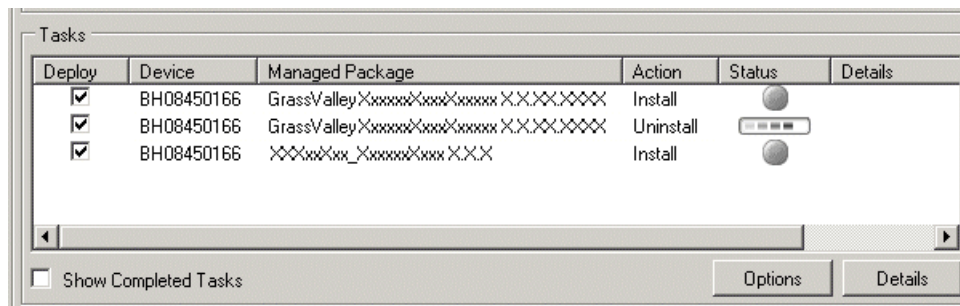 Tasks
Deploy Device Managed Package Action Status Details
BH08450166 GrassValleyXxxxxxXxxxXxxxxx X.X.XX.XXXX Install
BH08450166 GrassValleyXxxxxxXxxxXxxxxx X.X.XX.XXXX Uninstall
BH08450166 XXXxxXxx_XxxxxxXxxx X.X.X Install
Show Completed Tasks Options Details